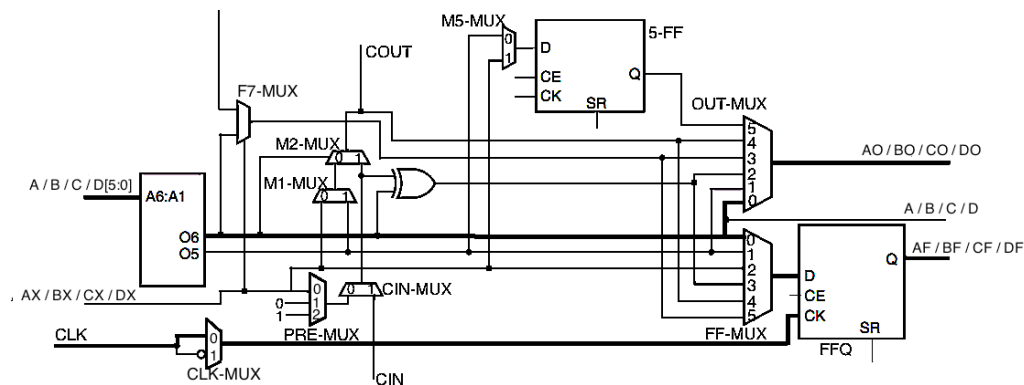 M5-MUX
0
1
5-FF
D
CE
CK
Q
SR
COUT
F7-MUX
OUT-MUX
5
4
3
2
1
0
AO / BO / CO / DO
M2-MUX
0 1
M1-MUX
0 1
A / B / C / D[5:0]
A6:A1
O6
O5
A / B / C / D
0
1
2
3
4
5
FF-MUX
Q
D
CE
CK
SR
FFQ
AF / BF / CF / DF
AX / BX / CX / DX
0
1
0
1
2
PRE-MUX
0 1
CIN-MUX
CLK
0
1
CLK-MUX
CIN